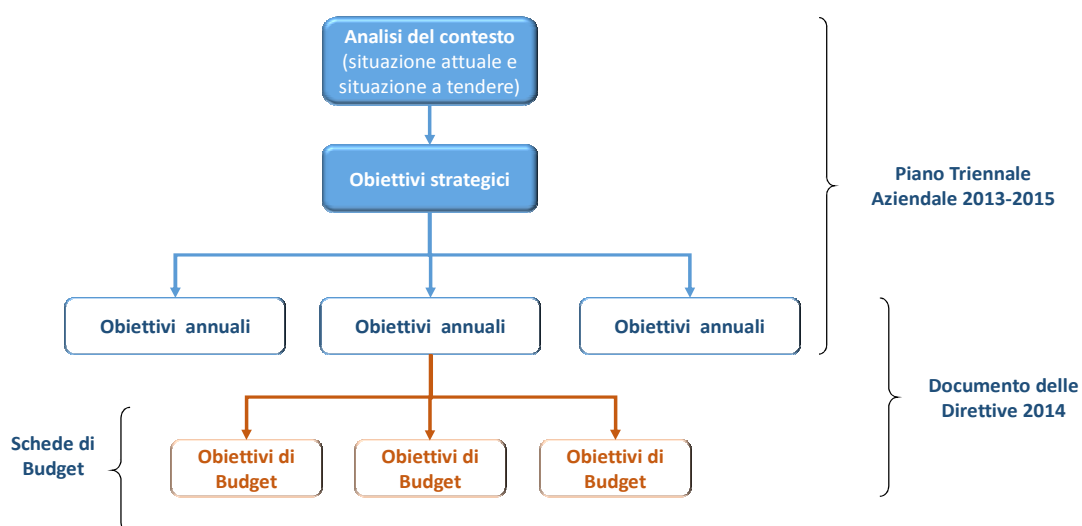 Analisi del contesto
(situazione attuale e
situazione a tendere)
Obiettivi strategici
Piano Triennale
Aziendale 2013-2015
Obiettivi annuali
Obiettivi annuali
Obiettivi annuali
Documento delle
Direttive 2014
Schede di
Budget
Obiettivi di
Budget
Obiettivi di
Budget
Obiettivi di
Budget